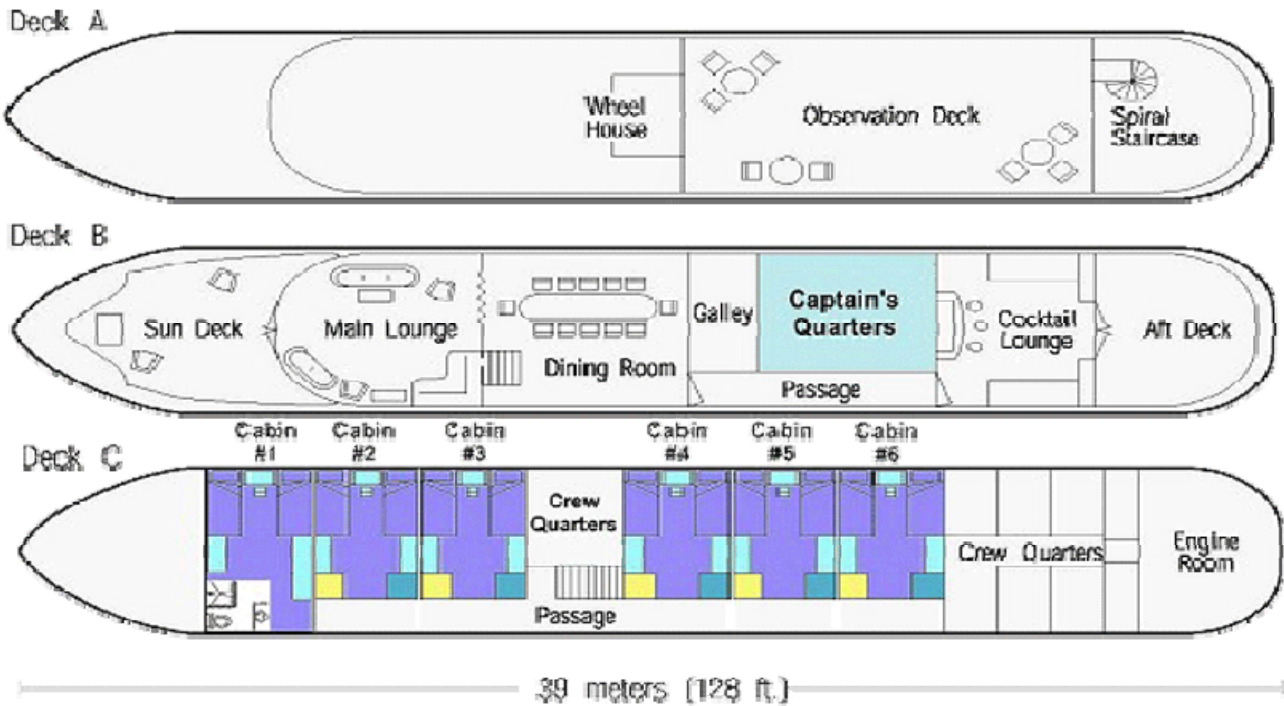 Deck A
Wheel
House
Observation Deck
Spiral
Staircase
Deck B
Sun Deck
Main Lounge
Dining Room
Galley
Captain's
Quarters
Passage
Cocktail
Lounge
Aft Deck
Deck C
Cabin
#1
Cabin
#2
Cabin
#3
Cabin
#4
Cabin
#5
Cabin
#6
Crew
Quarters
Passage
Crew Quarters
Engine
Room
39 meters (128 ft.)